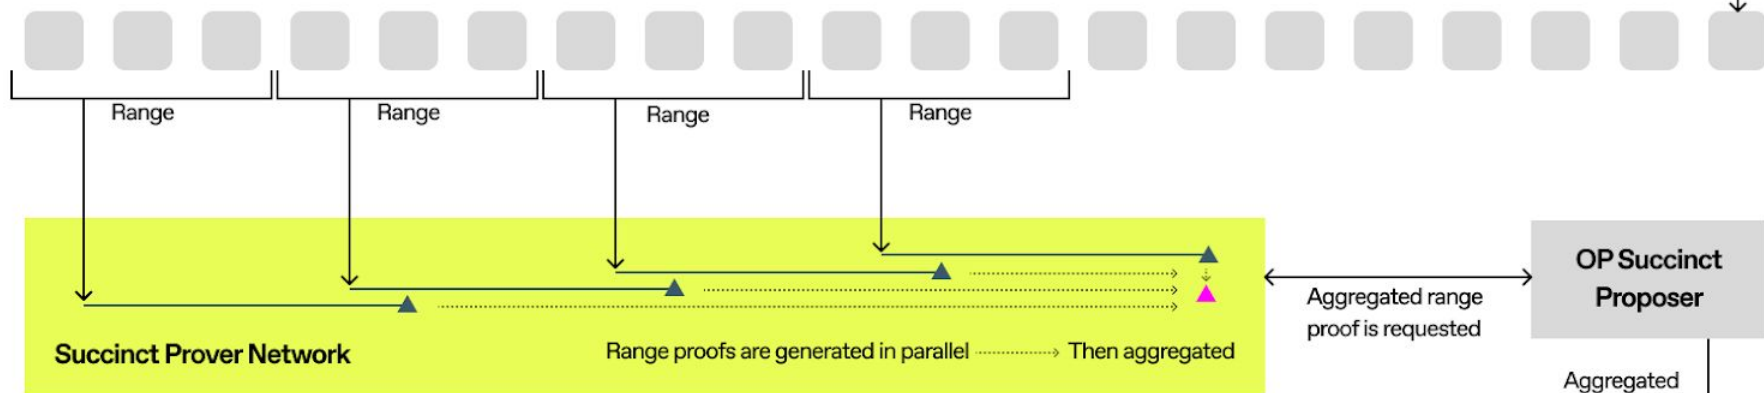 Range
Range
Range
Range
OP Succinct
Proposer
Aggregated range
proof is requested
Succinct Prover Network
Range proofs are generated in parallel
Then aggregated
Aggregated